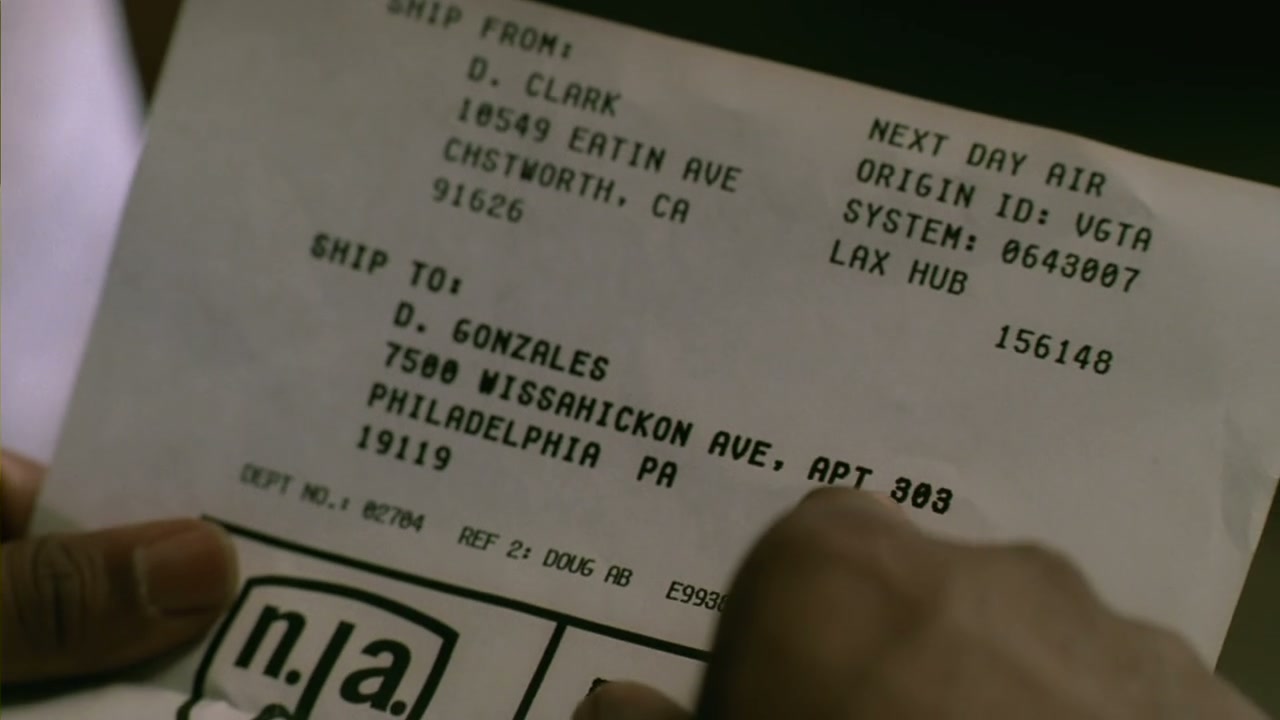 SHIP FROM:
D. CLARK
10549 EATIN AVE
CHSTWORTH, CA
91626
NEXT DAY AIR
ORIGIN ID: VGTA
SYSTEM: 0643007
LAX HUB
156148
SHIP TO:
D. GONZALES
7500 WISSAHICKON AVE, APT 303
PHILADELPHIA PA
19119
DEPT NO.: 02704 REF 2: DOUG AB
n.a.